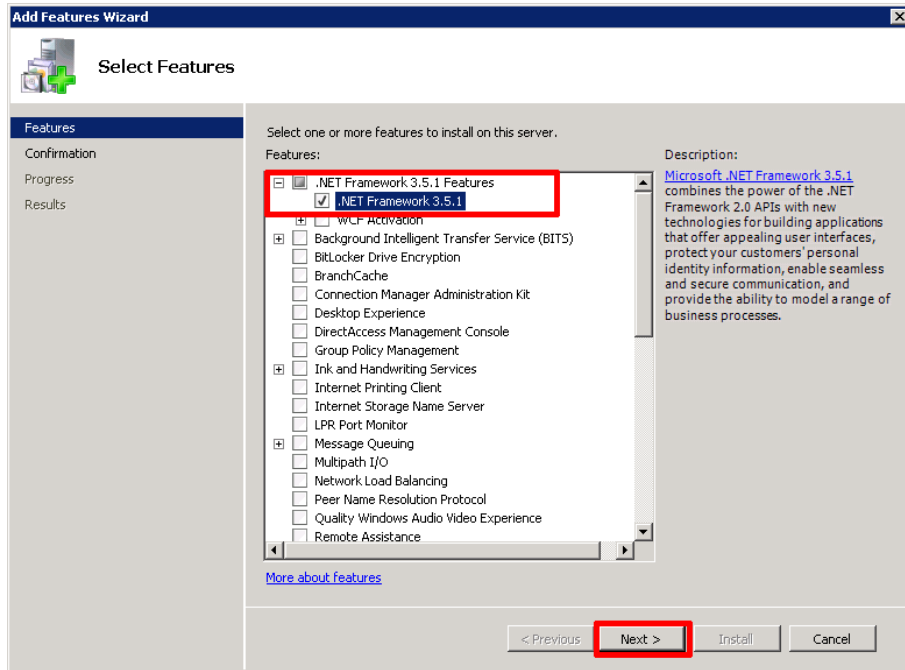 Add Features Wizard
Select Features
Features
Confirmation
Progress
Results
Select one or more features to install on this server.
Features:
.NET Framework 3.5.1 Features
.NET Framework 3.5.1
WCF Activation
Background Intelligent Transfer Service (BITS)
BitLocker Drive Encryption
BranchCache
Connection Manager Administration Kit
Desktop Experience
DirectAccess Management Console
Group Policy Management
Ink and Handwriting Services
Internet Printing Client
Internet Storage Name Server
LPR Port Monitor
Message Queuing
Multipath I/O
Network Load Balancing
Peer Name Resolution Protocol
Quality Windows Audio Video Experience
Remote Assistance
More about features
Description:
Microsoft .NET Framework 3.5.1
combines the power of the .NET
Framework 2.0 APIs with new
technologies for building applications
that offer appealing user interfaces,
protect your customers' personal
identity information, enable seamless
and secure communication, and
provide the ability to model a range of
business processes.
< Previous
Next >
Install
Cancel